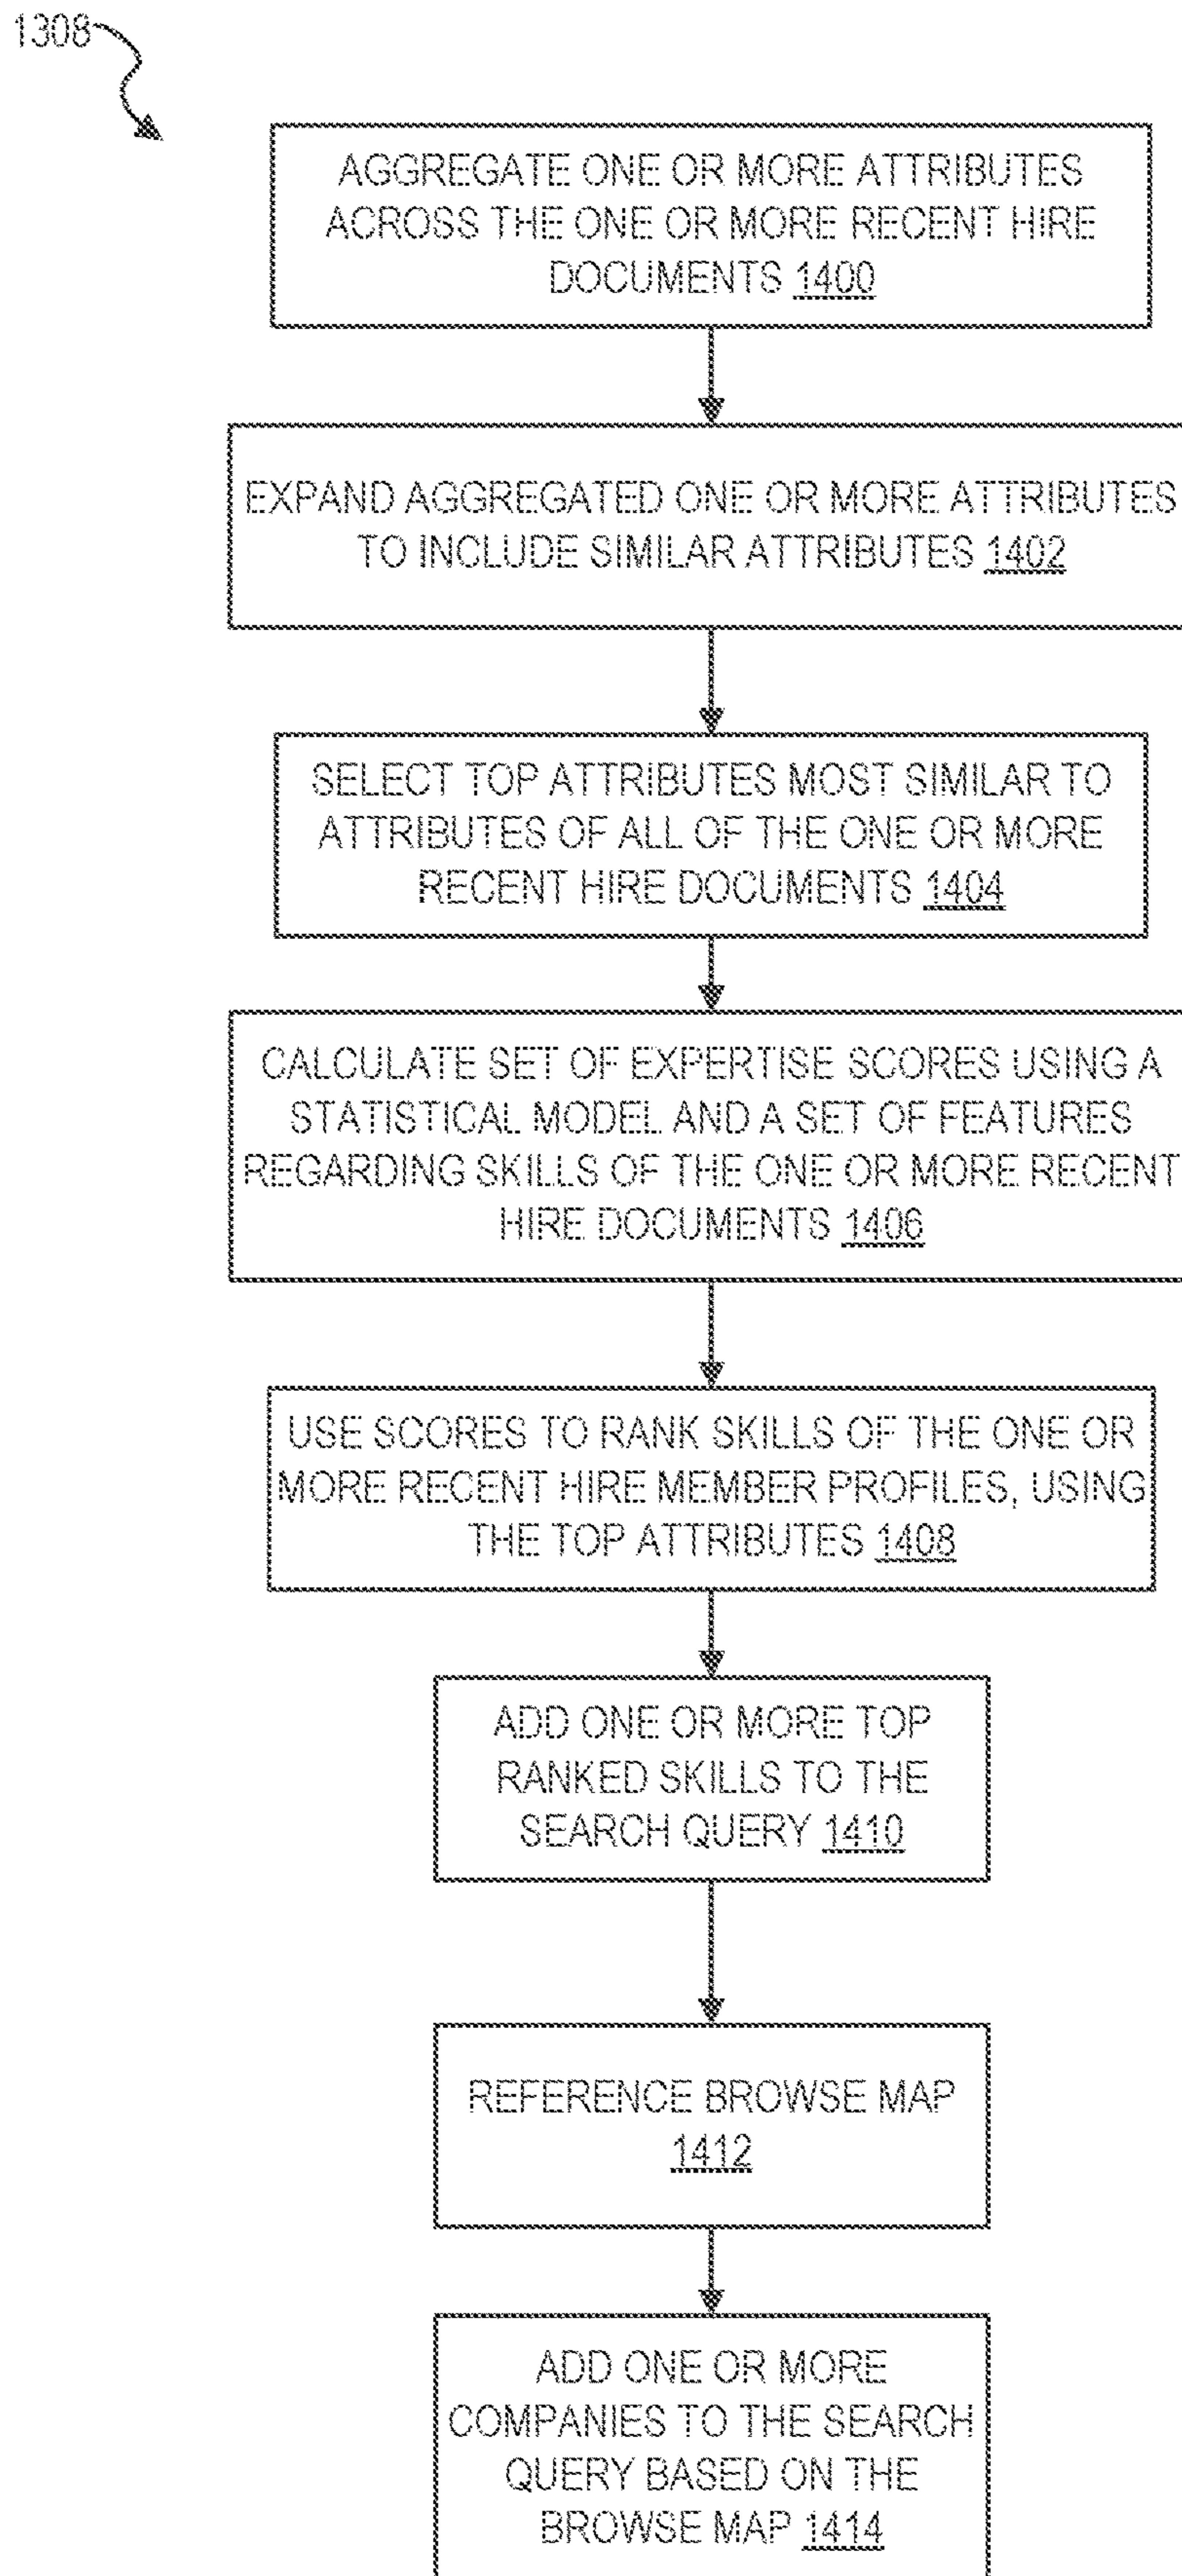 1308
AGGREGATE ONE OR MORE ATTRIBUTES
ACROSS THE ONE OR MORE RECENT HIRE
DOCUMENTS 1400
EXPAND AGGREGATED ONE OR MORE ATTRIBUTES
TO INCLUDE SIMILAR ATTRIBUTES 1402
SELECT TOP ATTRIBUTES MOST SIMILAR TO
ATTRIBUTES OF ALL OF THE ONE OR MORE
RECENT HIRE DOCUMENTS 1404
CALCULATE SET OF EXPERTISE SCORES USING A
STATISTICAL MODEL AND A SET OF FEATURES
REGARDING SKILLS OF THE ONE OR MORE RECENT
HIRE DOCUMENTS 1406
USE SCORES TO RANK SKILLS OF THE ONE OR
MORE RECENT HIRE MEMBER PROFILES, USING
THE TOP ATTRIBUTES 1408
ADD ONE OR MORE TOP
RANKED SKILLS TO THE
SEARCH QUERY 1410
REFERENCE BROWSE MAP
1412
ADD ONE OR MORE
COMPANIES TO THE SEARCH
QUERY BASED ON THE
BROWSE MAP 1414